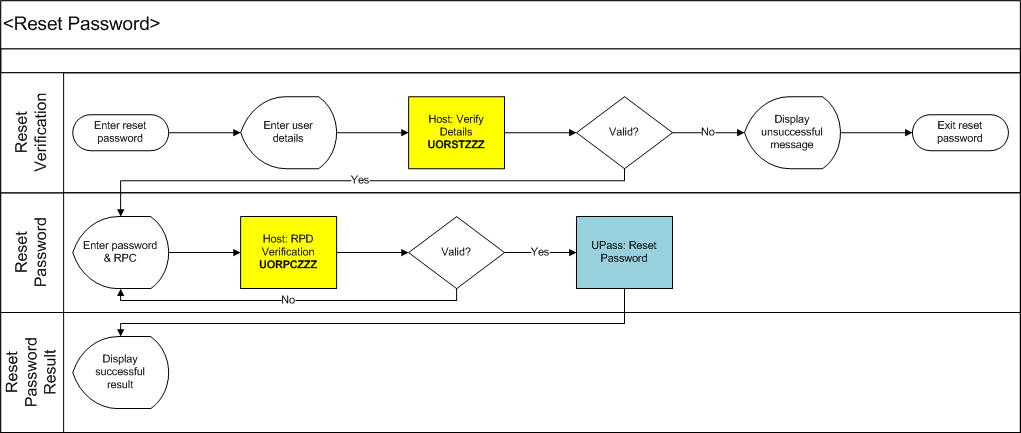 <Reset Password>
Reset
Verification
Enter reset
password
Enter user
details
Host: Verify
Details
UORSTZZZ
Valid?
No
Display
unsuccessful
message
Exit reset
password
Yes
Reset
Password
Enter password
& RPC
Host: RPD
Verification
UORPCZZZ
Valid?
Yes
UPass: Reset
Password
No
Reset
Password
Result
Display
successful
result